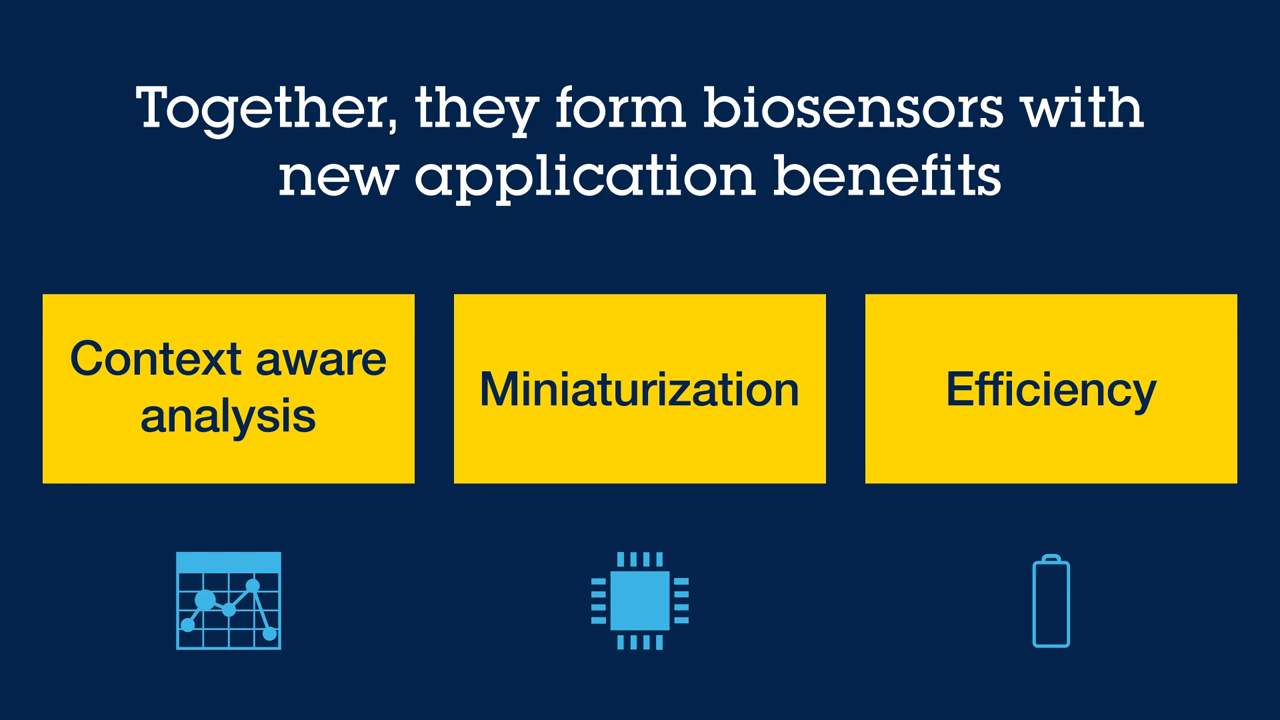 Together, they form biosensors with
new application benefits
Context aware
analysis
Miniaturization
Efficiency